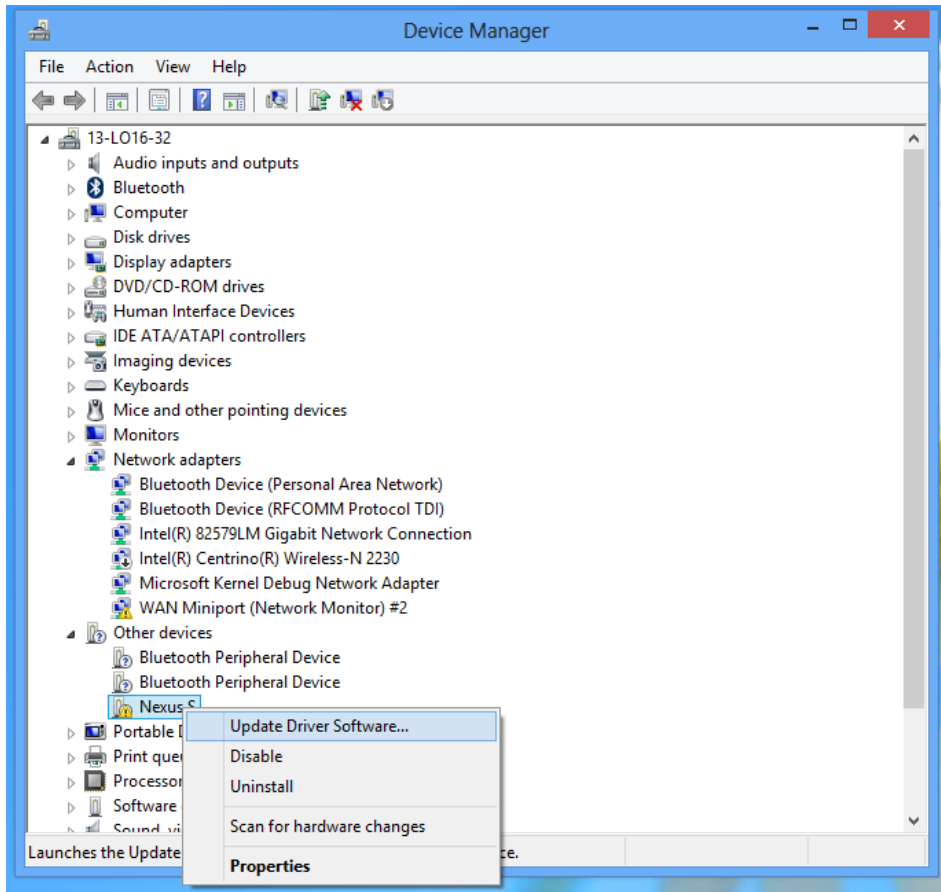 Device Manager
File Action View Help
13-LO16-32
Audio inputs and outputs
Bluetooth
Computer
Disk drives
Display adapters
DVD/CD-ROM drives
Human Interface Devices
IDE ATA/ATAPI controllers
Imaging devices
Keyboards
Mice and other pointing devices
Monitors
Network adapters
Bluetooth Device (Personal Area Network)
Bluetooth Device (RFCOMM Protocol TDI)
Intel(R) 82579LM Gigabit Network Connection
Intel(R) Centrino(R) Wireless-N 2230
Microsoft Kernel Debug Network Adapter
WAN Miniport (Network Monitor) #2
Other devices
Bluetooth Peripheral Device
Bluetooth Peripheral Device
Nexus S
Portable
Update Driver Software...
Print
Disable
Processor
Uninstall
Software
Scan for hardware changes
Sound
Launches the Update
Properties